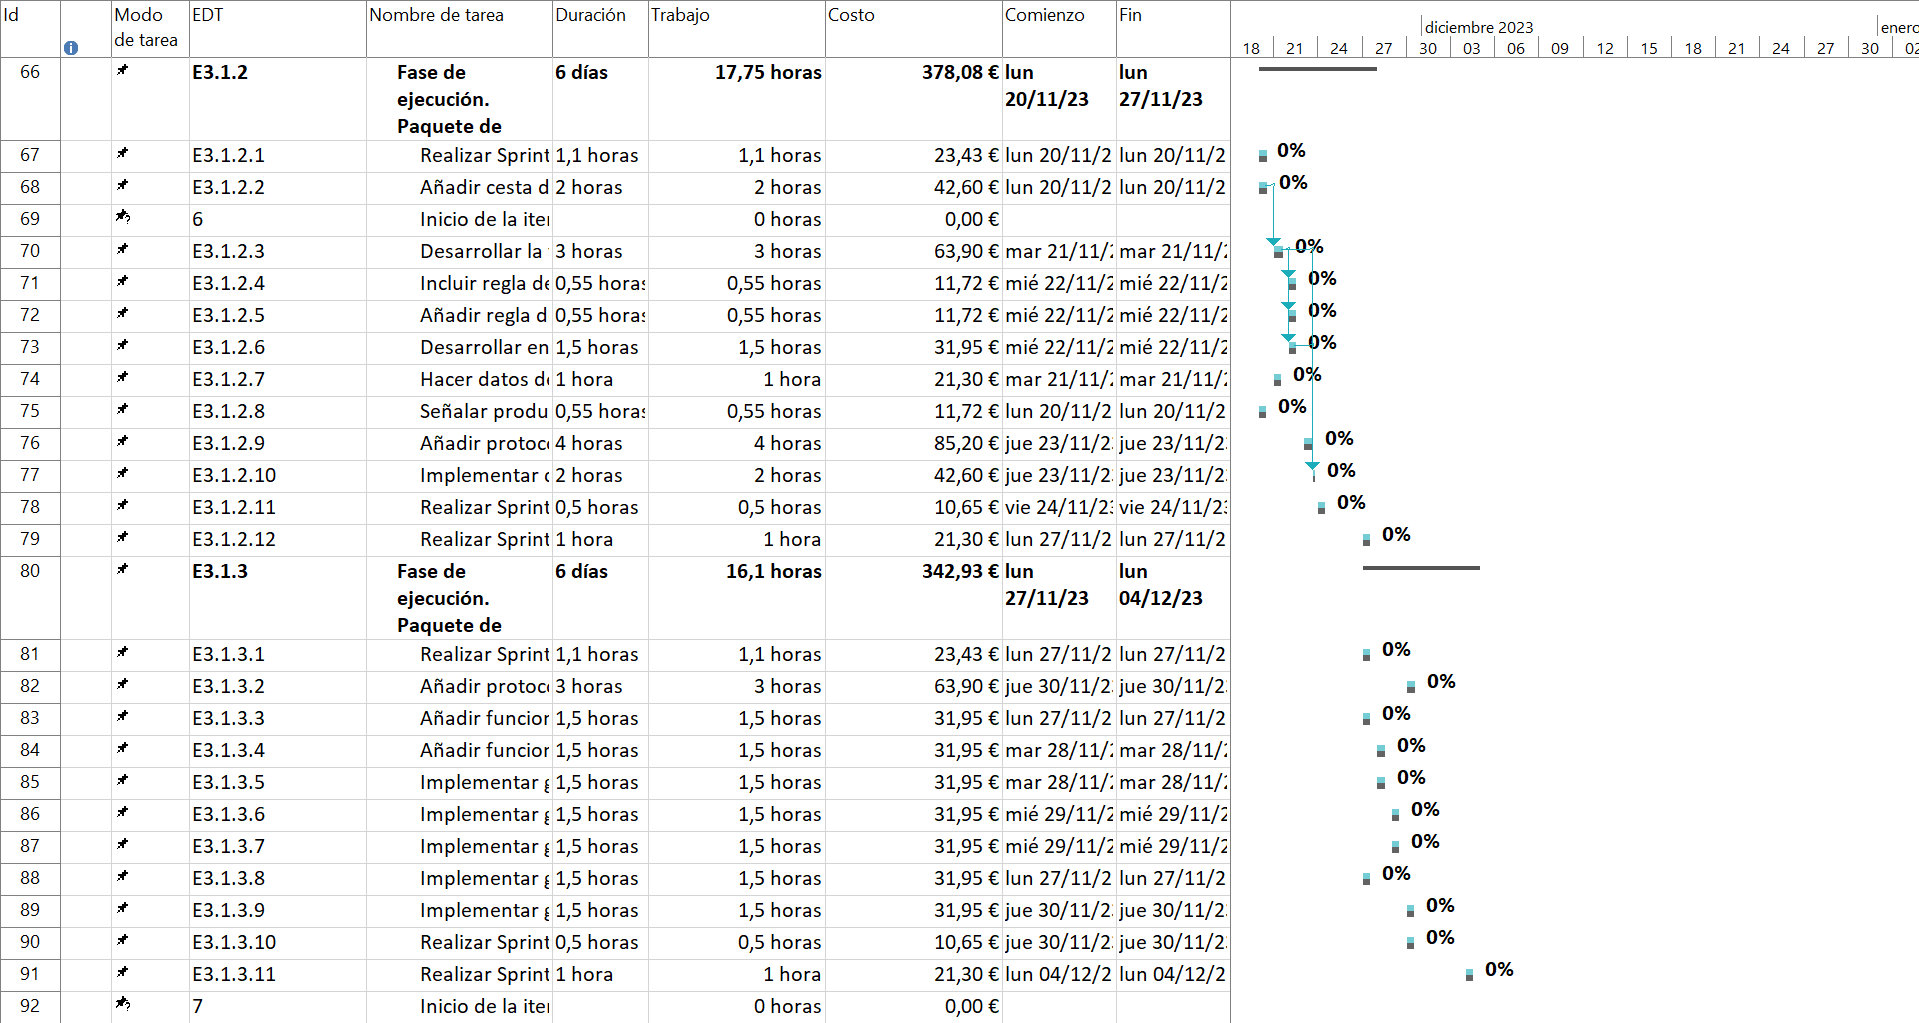 Id Modo de tarea EDT Nombre de tarea Duración Trabajo Costo Comienzo Fin
diciembre 2023 enero
18 21 24 27 30 03 06 09 12 15 18 21 24 27 30 02
66 E3.1.2 Fase de ejecución. Paquete de 6 días 17,75 horas 378,08 € lun 20/11/23 lun 27/11/23
67 E3.1.2.1 Realizar Sprint 1,1 horas 1,1 horas 23,43 € lun 20/11/2 lun 20/11/2 0%
68 E3.1.2.2 Añadir cesta d 2 horas 2 horas 42,60 € lun 20/11/2 lun 20/11/2 0%
69 6 Inicio de la iter 0 horas 0,00 €
70 E3.1.2.3 Desarrollar la 3 horas 3 horas 63,90 € mar 21/11/2 mar 21/11/2 0%
71 E3.1.2.4 Incluir regla de 0,55 horas 0,55 horas 11,72 € mié 22/11/2 mié 22/11/2 0%
72 E3.1.2.5 Añadir regla d 0,55 horas 0,55 horas 11,72 € mié 22/11/2 mié 22/11/2 0%
73 E3.1.2.6 Desarrollar en 1,5 horas 1,5 horas 31,95 € mié 22/11/2 mié 22/11/2 0%
74 E3.1.2.7 Hacer datos de 1 hora 1 hora 21,30 € mar 21/11/2 mar 21/11/2 0%
75 E3.1.2.8 Señalar produ 0,55 horas 0,55 horas 11,72 € lun 20/11/2 lun 20/11/2 0%
76 E3.1.2.9 Añadir protoco 4 horas 4 horas 85,20 € jue 23/11/23 jue 23/11/2 0%
77 E3.1.2.10 Implementar c 2 horas 2 horas 42,60 € jue 23/11/23 jue 23/11/2 0%
78 E3.1.2.11 Realizar Sprint 0,5 horas 0,5 horas 10,65 € vie 24/11/23 vie 24/11/23 0%
79 E3.1.2.12 Realizar Sprint 1 hora 1 hora 21,30 € lun 27/11/2 lun 27/11/2 0%
80 E3.1.3 Fase de ejecución. Paquete de 6 días 16,1 horas 342,93 € lun 27/11/23 lun 04/12/23
81 E3.1.3.1 Realizar Sprint 1,1 horas 1,1 horas 23,43 € lun 27/11/2 lun 27/11/2 0%
82 E3.1.3.2 Añadir protoco 3 horas 3 horas 63,90 € jue 30/11/2 jue 30/11/2 0%
83 E3.1.3.3 Añadir funcior 1,5 horas 1,5 horas 31,95 € lun 27/11/2 lun 27/11/2 0%
84 E3.1.3.4 Añadir funcior 1,5 horas 1,5 horas 31,95 € mar 28/11/2 mar 28/11/2 0%
85 E3.1.3.5 Implementar g 1,5 horas 1,5 horas 31,95 € mar 28/11/2 mar 28/11/2 0%
86 E3.1.3.6 Implementar g 1,5 horas 1,5 horas 31,95 € mié 29/11/2 mié 29/11/2 0%
87 E3.1.3.7 Implementar g 1,5 horas 1,5 horas 31,95 € mié 29/11/2 mié 29/11/2 0%
88 E3.1.3.8 Implementar g 1,5 horas 1,5 horas 31,95 € lun 27/11/2 lun 27/11/2 0%
89 E3.1.3.9 Implementar g 1,5 horas 1,5 horas 31,95 € jue 30/11/2 jue 30/11/2 0%
90 E3.1.3.10 Realizar Sprint 0,5 horas 0,5 horas 10,65 € jue 30/11/2 jue 30/11/2 0%
91 E3.1.3.11 Realizar Sprint 1 hora 1 hora 21,30 € lun 04/12/2 lun 04/12/2 0%
92 7 Inicio de la iter 0 horas 0,00 €